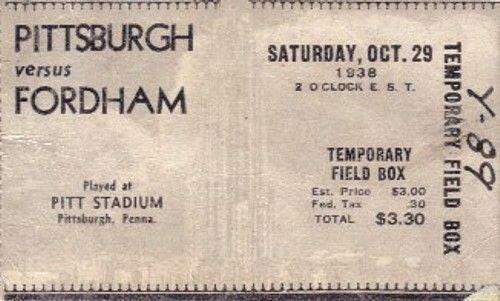 PITTSBURGH
versus
FORDHAM
Played at
PITT STADIUM
Pittsburgh, Penna.
SATURDAY, OCT. 29
1938
2 O'CLOCK E. S. T.
TEMPORARY
FIELD BOX
Est. Price $3.00
Fed. Tax .30
TOTAL $3.30
TEMPORARY FIELD BOX
Y-89